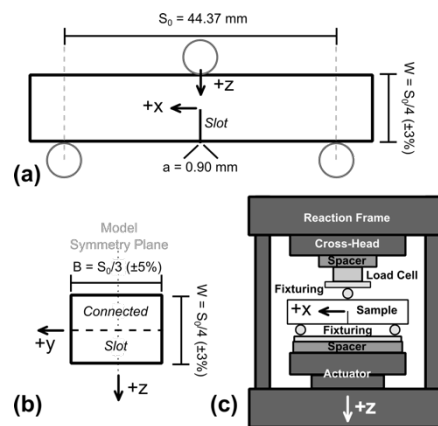 S₀ = 44.37 mm
+z
+x
Slot
W = S₀/4 (±3%)
a = 0.90 mm
(a)
Model
Symmetry Plane
B = S₀/3 (±5%)
Connected
Slot
W = S₀/4 (±3%)
+y
+z
(b)
Reaction Frame
Cross-Head
Spacer
Load Cell
Fixturing
+x
Sample
Fixturing
Spacer
Actuator
+z
(c)